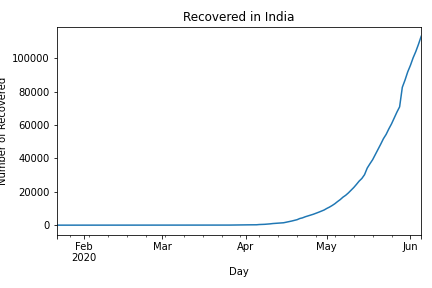 Recovered in India
Number of Recovered
100000
80000
60000
40000
20000
0
Feb
2020
Mar
Apr
May
Jun
Day